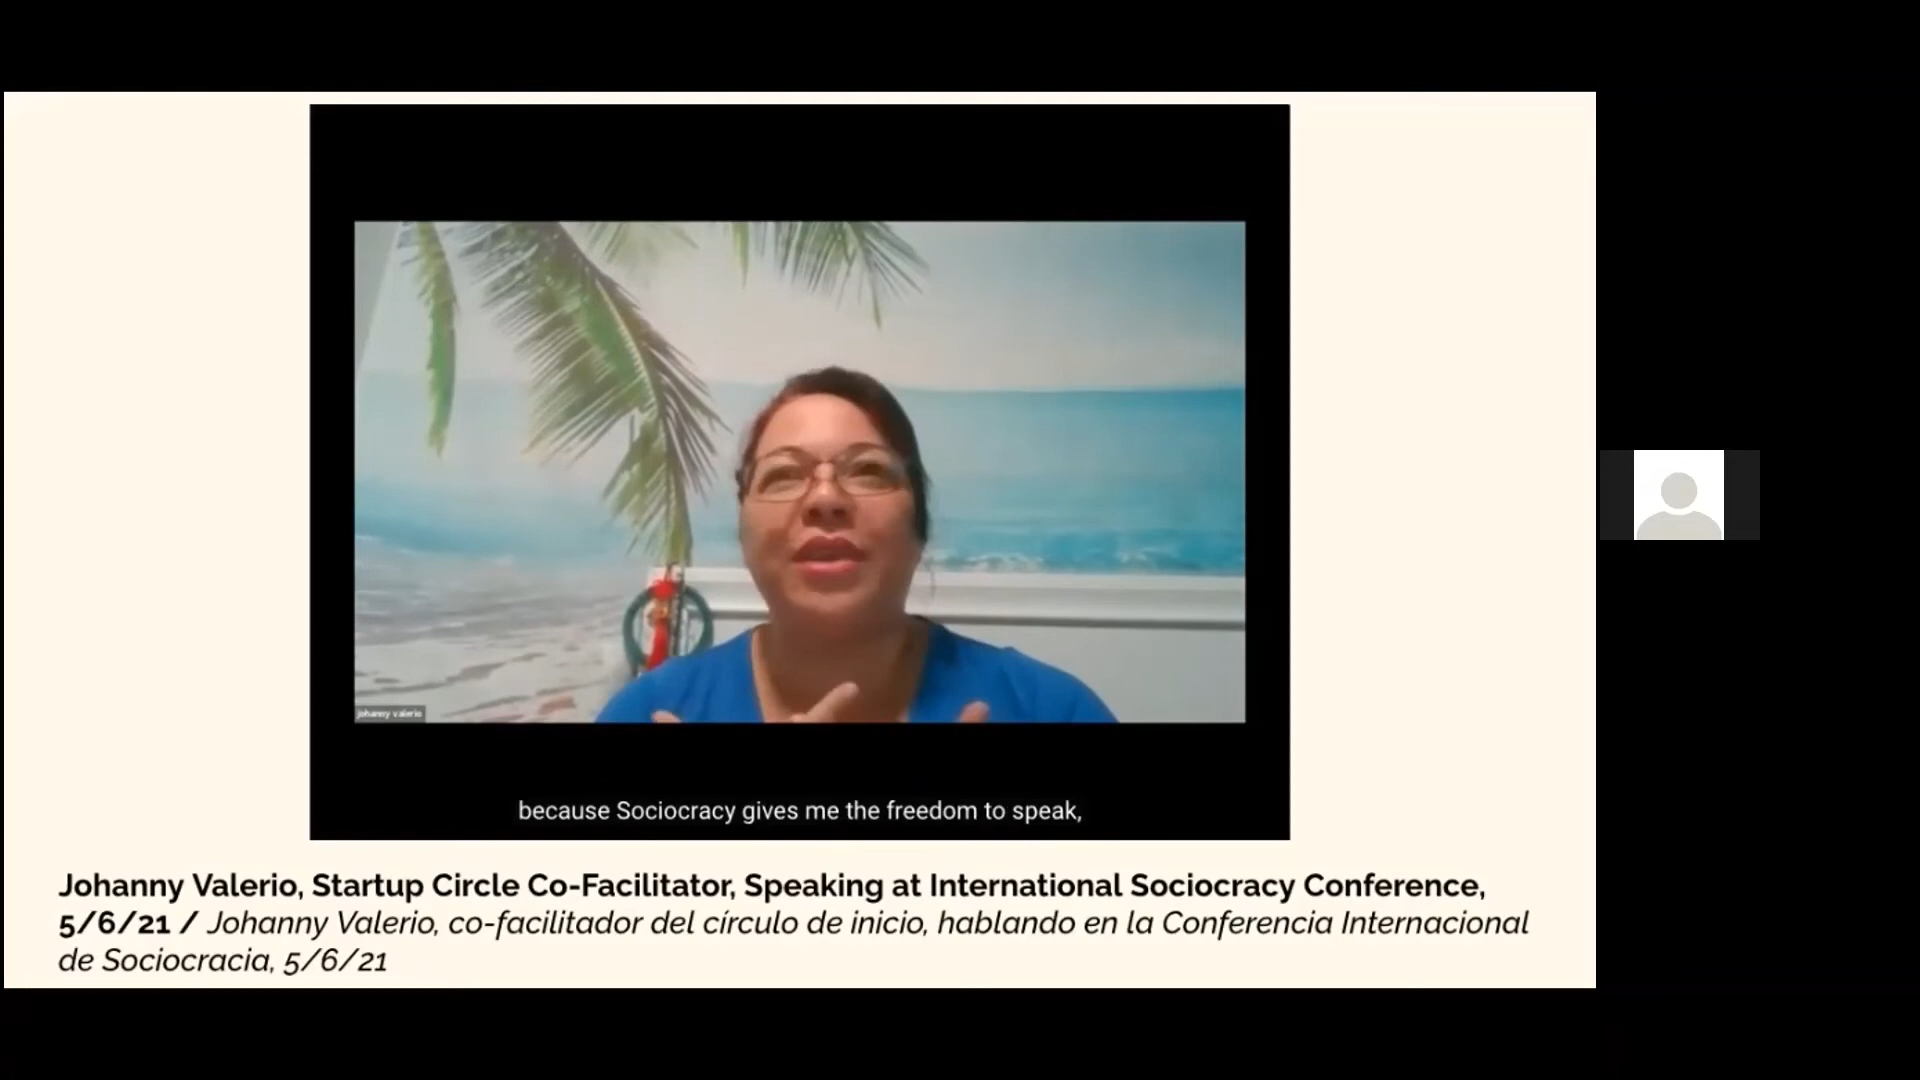 johanny valerio
because Sociocracy gives me the freedom to speak,
Johanny Valerio, Startup Circle Co-Facilitator, Speaking at International Sociocracy Conference,
5/6/21 / Johanny Valerio, co-facilitador del círculo de inicio, hablando en la Conferencia Internacional
de Sociocracia, 5/6/21